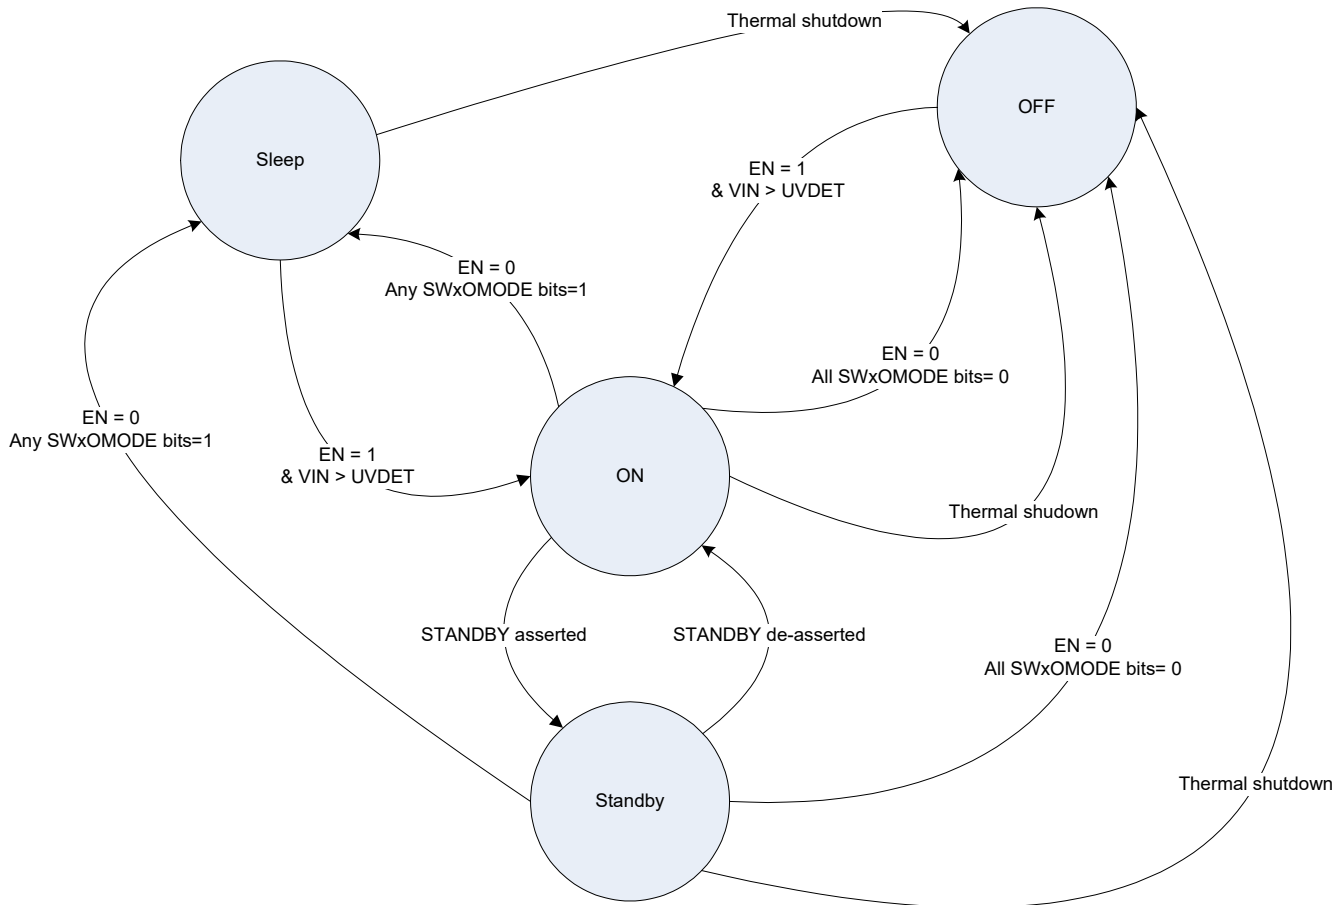 Thermal shutdown
OFF
Sleep
EN = 1
& VIN > UVDET
EN = 0
Any SWxOMODE bits=1
EN = 0
All SWxOMODE bits= 0
EN = 0
Any SWxOMODE bits=1
EN = 1
& VIN > UVDET
ON
Thermal shudown
STANDBY asserted
STANDBY de-asserted
EN = 0
All SWxOMODE bits= 0
Thermal shutdown
Standby